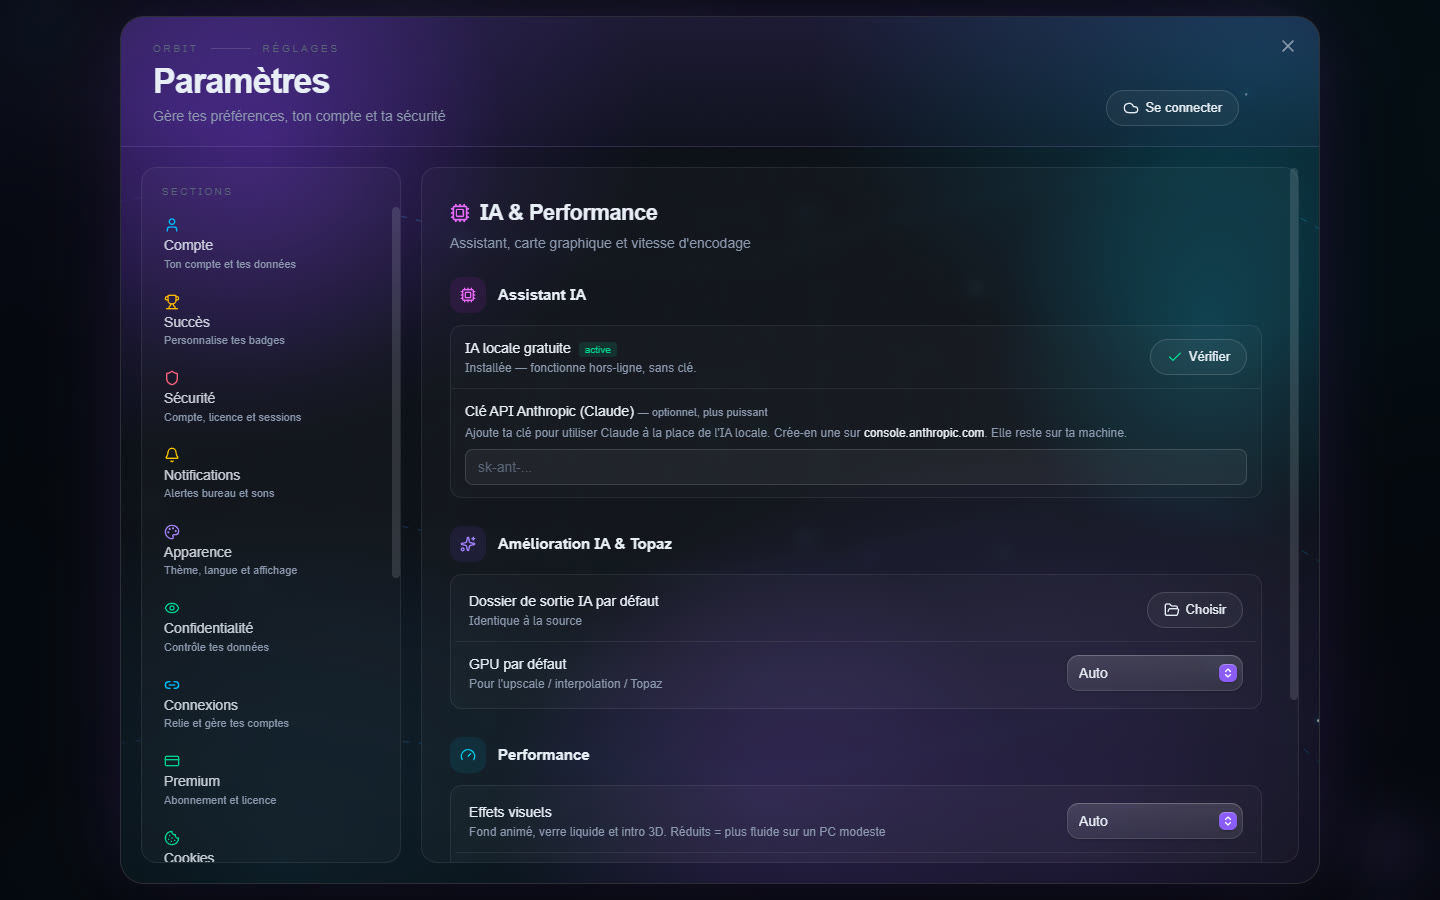 ORBIT RÉGLAGES
Paramètres
Gère tes préférences, ton compte et ta sécurité
Se connecter
SECTIONS
Compte
Ton compte et tes données
Succès
Personnalise tes badges
Sécurité
Compte, licence et sessions
Notifications
Alertes bureau et sons
Apparence
Thème, langue et affichage
Confidentialité
Contrôle tes données
Connexions
Relie et gère tes comptes
Premium
Abonnement et licence
Cookies
IA & Performance
Assistant, carte graphique et vitesse d'encodage
Assistant IA
IA locale gratuite active
Installée — fonctionne hors-ligne, sans clé.
Vérifier
Clé API Anthropic (Claude) — optionnel, plus puissant
Ajoute ta clé pour utiliser Claude à la place de l'IA locale. Crée-en une sur console.anthropic.com. Elle reste sur ta machine.
sk-ant-...
Amélioration IA & Topaz
Dossier de sortie IA par défaut
Identique à la source
Choisir
GPU par défaut
Pour l'upscale / interpolation / Topaz
Auto
Performance
Effets visuels
Fond animé, verre liquide et intro 3D. Réduits = plus fluide sur un PC modeste
Auto